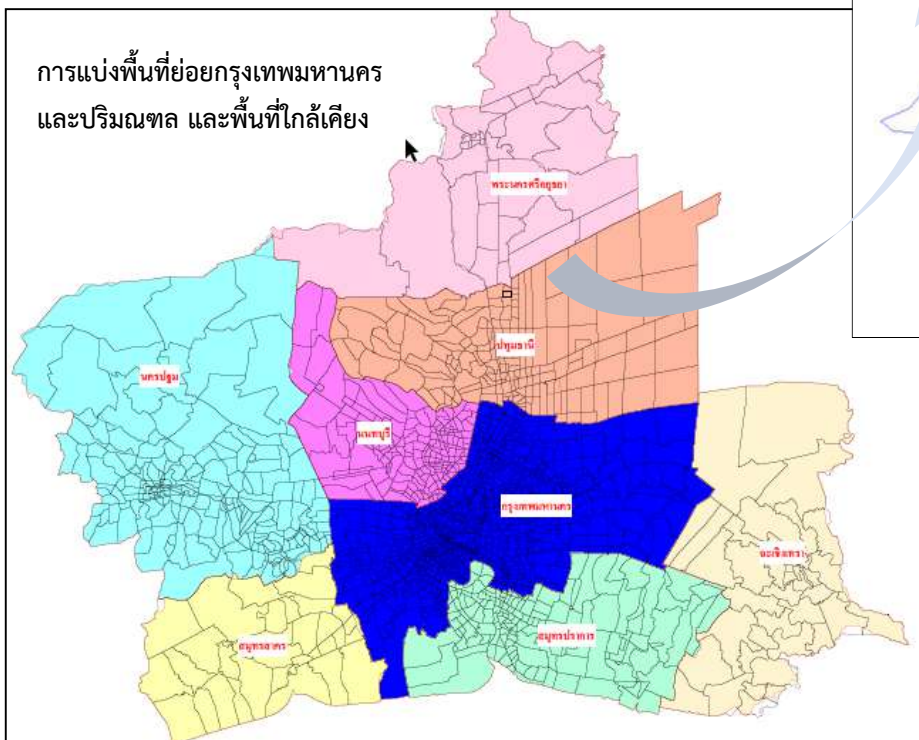 การแบ่งพื้นที่ย่อยกรุงเทพมหานคร
และปริมณฑล และพื้นที่ใกล้เคียง
พระนครศรีอยุธยา
ปทุมธานี
นครปฐม
นนทบุรี
กรุงเทพมหานคร
ฉะเชิงเทรา
สมุทรปราการ
สมุทรสาคร